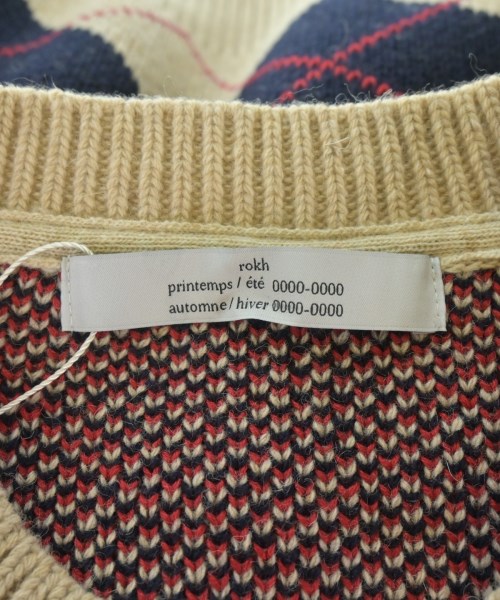 rokh
printemps / été 0000-0000
automne / hiver 0000-0000